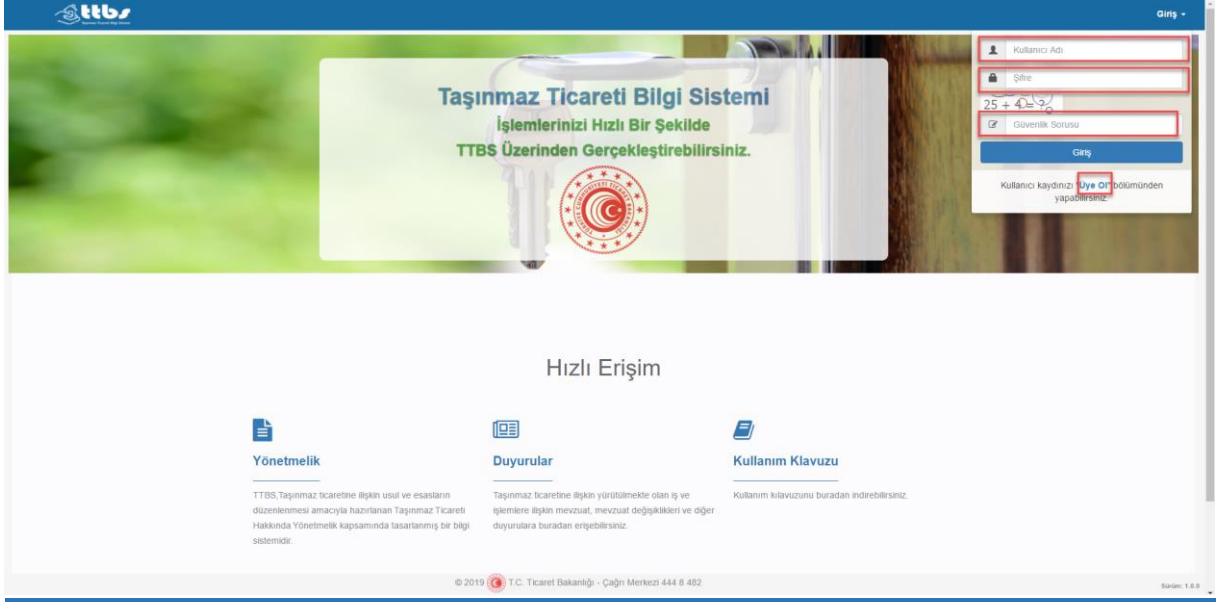 ttbs
Giriş
Kullanıcı Adı
Şifre
25 + 4 = ?
Güvenlik Sorusu
Giriş
Kullanıcı kaydınızı "Üye Ol" bölümünden
yapabilirsiniz.
Taşınmaz Ticareti Bilgi Sistemi
İşlemlerinizi Hızlı Bir Şekilde
TTBS Üzerinden Gerçekleştirebilirsiniz.
Hızlı Erişim
Yönetmelik
TTBS,Taşınmaz ticaretine ilişkin usul ve esasların
düzenlenmesi amacıyla hazırlanan Taşınmaz Ticareti
Hakkında Yönetmelik kapsamında tasarlanmış bir bilgi
sistemidir.
Duyurular
Taşınmaz ticaretine ilişkin yürütülmekte olan iş ve
işlemlere ilişkin mevzuat, mevzuat değişiklikleri ve diğer
duyurulara buradan erişebilirsiniz.
Kullanım Klavuzu
Kullanım kılavuzunu buradan indirebilirsiniz.
© 2019 T.C. Ticaret Bakanlığı - Çağrı Merkezi 444 8 482
Sürüm: 1.0.0